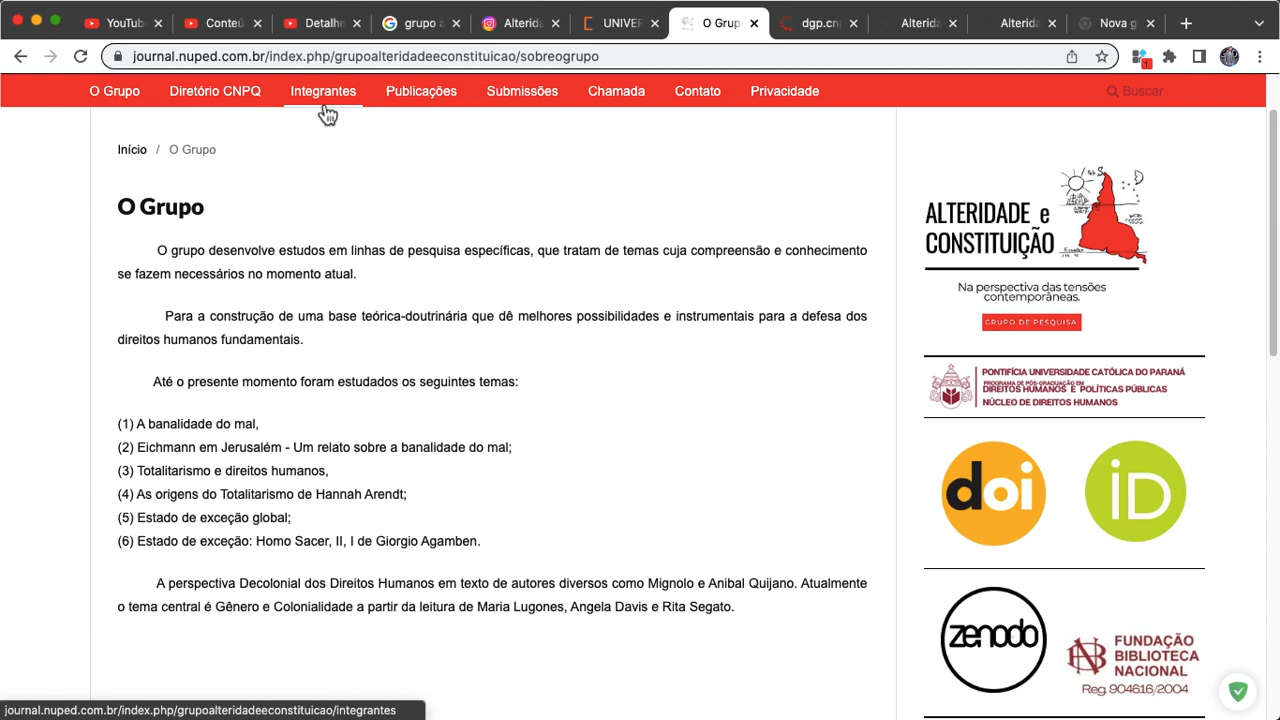 YouTub
Conteú
Detalhe
grupo a
Alterida
UNIVER
O Grup
dgp.cnp
Alterida
Alterida
Nova g
journal.nuped.com.br/index.php/grupoalteridadeeconstituicao/sobreogrupo
1
O Grupo
Diretório CNPQ
Integrantes
Publicações
Submissões
Chamada
Contato
Privacidade
Buscar
Início / O Grupo
O Grupo
O grupo desenvolve estudos em linhas de pesquisa específicas, que tratam de temas cuja compreensão e conhecimento
se fazem necessários no momento atual.
Para a construção de uma base teórica-doutrinária que dê melhores possibilidades e instrumentais para a defesa dos
direitos humanos fundamentais.
Até o presente momento foram estudados os seguintes temas:
(1) A banalidade do mal,
(2) Eichmann em Jerusalém - Um relato sobre a banalidade do mal;
(3) Totalitarismo e direitos humanos,
(4) As origens do Totalitarismo de Hannah Arendt;
(5) Estado de exceção global;
(6) Estado de exceção: Homo Sacer, II, I de Giorgio Agamben.
A perspectiva Decolonial dos Direitos Humanos em texto de autores diversos como Mignolo e Anibal Quijano. Atualmente
o tema central é Gênero e Colonialidade a partir da leitura de Maria Lugones, Angela Davis e Rita Segato.
ALTERIDADE e
CONSTITUIÇÃO
Na perspectiva das tensões
contemporâneas.
GRUPO DE PESQUISA
PONTIFÍCIA UNIVERSIDADE CATÓLICA DO PARANÁ
PROGRAMA DE PÓS-GRADUAÇÃO EM
DIREITOS HUMANOS E POLÍTICAS PÚBLICAS
NÚCLEO DE DIREITOS HUMANOS
doi
iD
zenodo
FUNDAÇÃO
BIBLIOTECA
NACIONAL
Reg. 904616/2004
journal.nuped.com.br/index.php/grupoalteridadeeconstituicao/integrantes